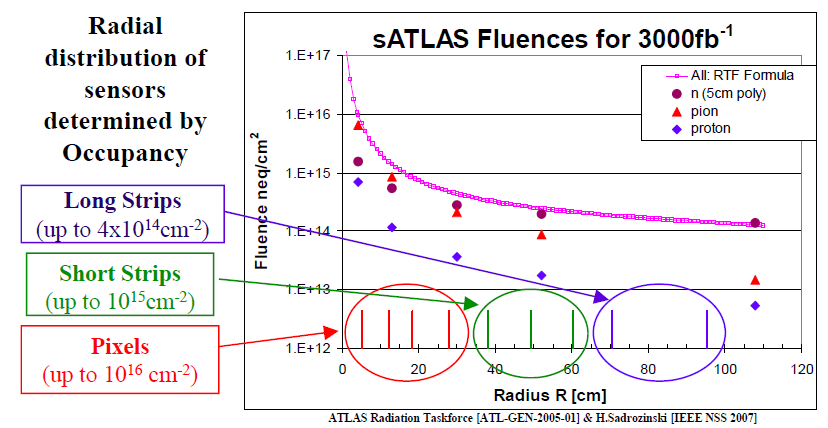 Radial
distribution of
sensors
determined by
Occupancy
Long Strips
(up to 4x10¹⁴cm⁻²)
Short Strips
(up to 10¹⁵cm⁻²)
Pixels
(up to 10¹⁶ cm⁻²)
sATLAS Fluences for 3000fb⁻¹
All: RTF Formula
n (5cm poly)
pion
proton
Fluence neq/cm²
1.E+17
1.E+16
1.E+15
1.E+14
1.E+13
1.E+12
0
20
40
60
80
100
120
Radius R [cm]
ATLAS Radiation Taskforce [ATL-GEN-2005-01] & H.Sadrozinski [IEEE NSS 2007]